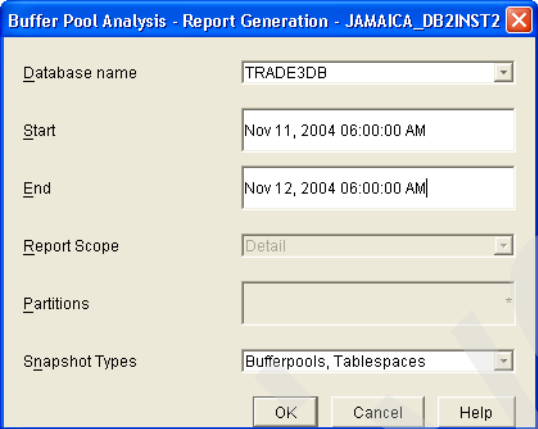 Buffer Pool Analysis - Report Generation - JAMAICA_DB2INST2
Database name TRADE3DB
Start Nov 11, 2004 06:00:00 AM
End Nov 12, 2004 06:00:00 AM
Report Scope Detail
Partitions *
Snapshot Types Bufferpools, Tablespaces
OK Cancel Help